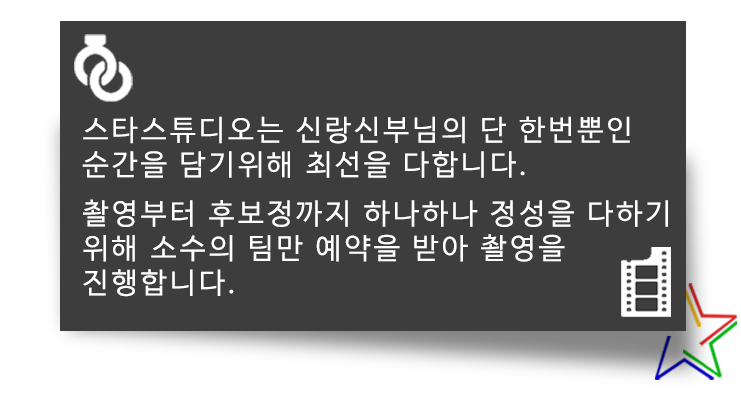 스타스튜디오는 신랑신부님의 단 한번뿐인
순간을 담기위해 최선을 다합니다.
촬영부터 후보정까지 하나하나 정성을 다하기
위해 소수의 팀만 예약을 받아 촬영을
진행합니다.